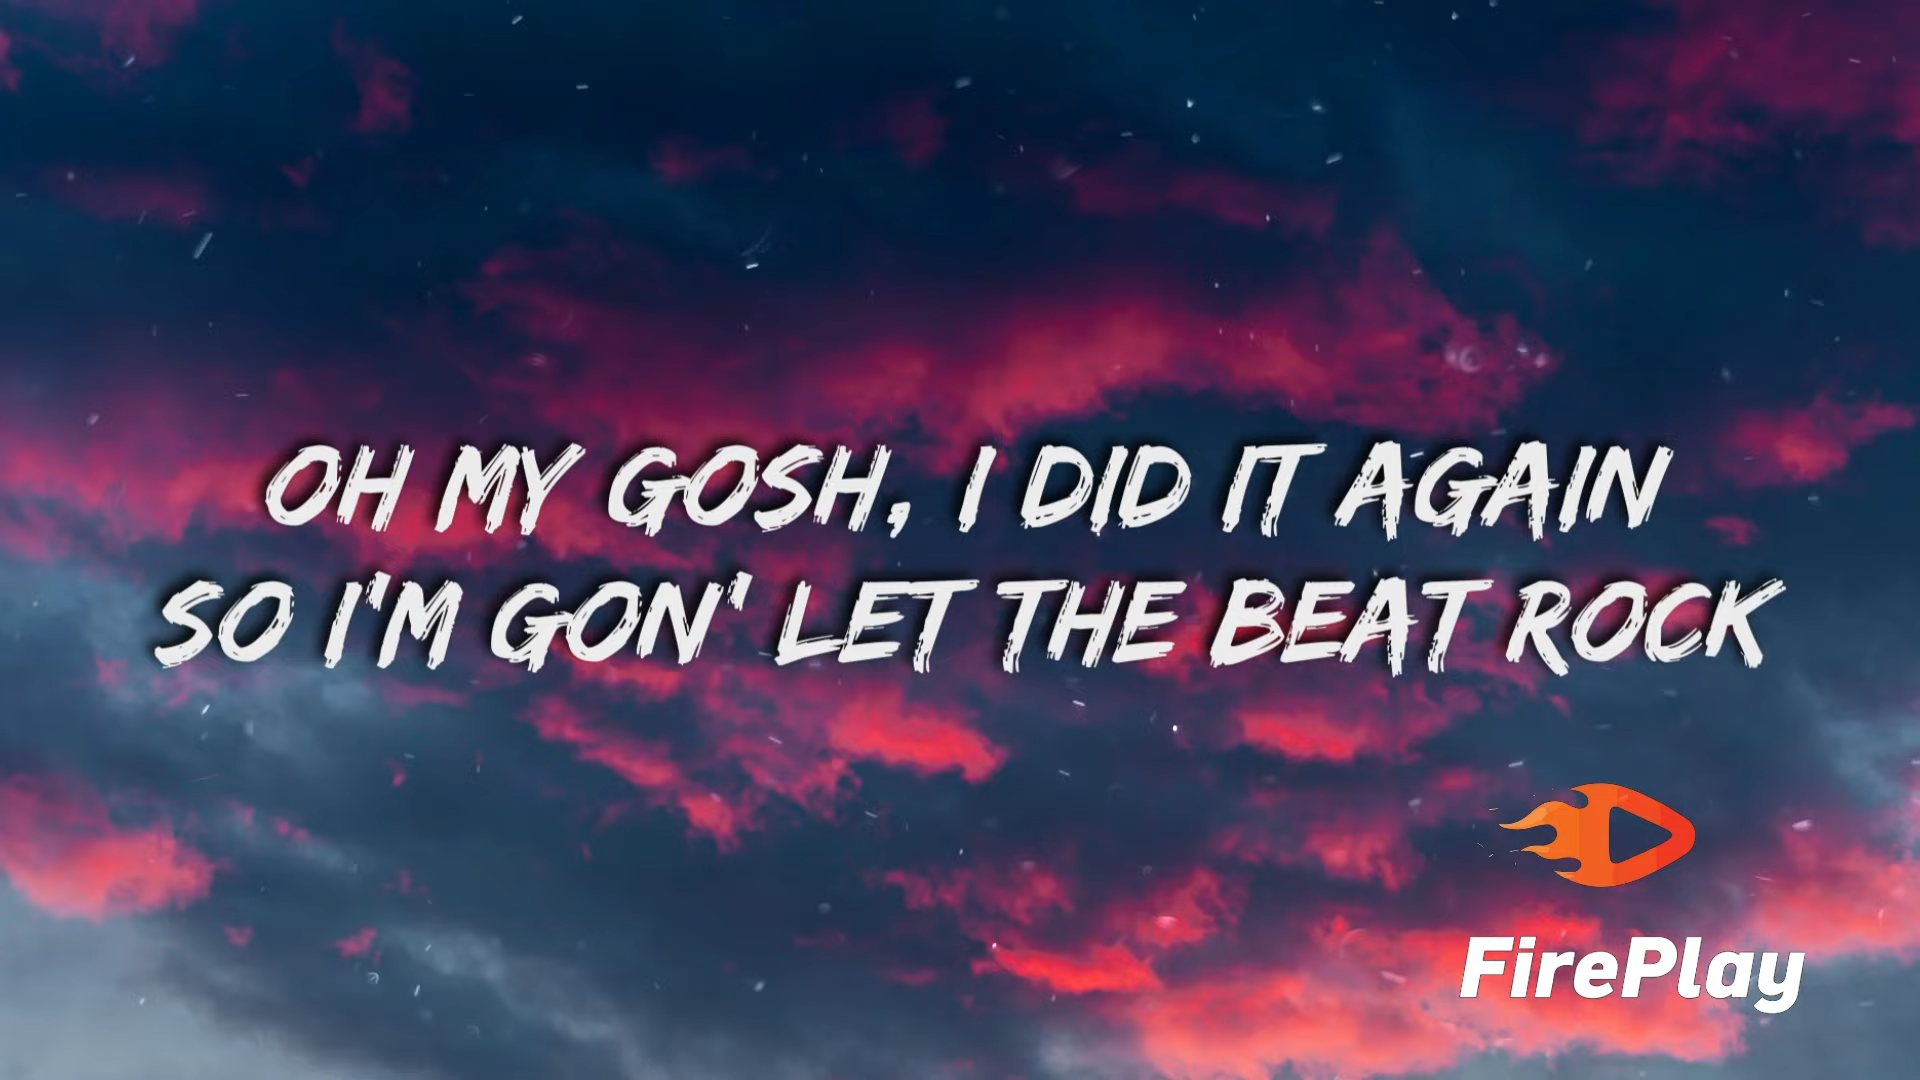 OH MY GOSH, I DID IT AGAIN
SO I'M GON' LET THE BEAT ROCK
FirePlay